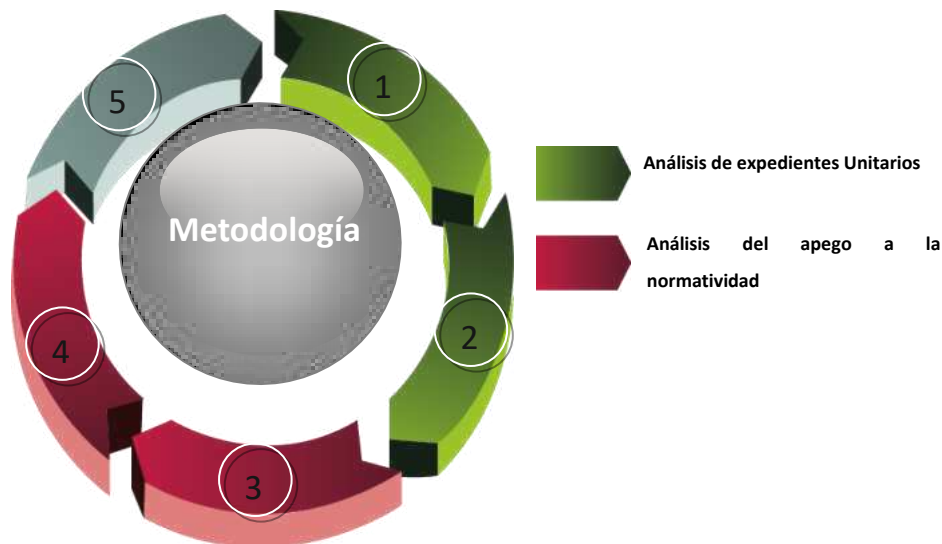 1
5
Metodología
2
4
3
Análisis de expedientes Unitarios
Análisis del apego a la
normatividad